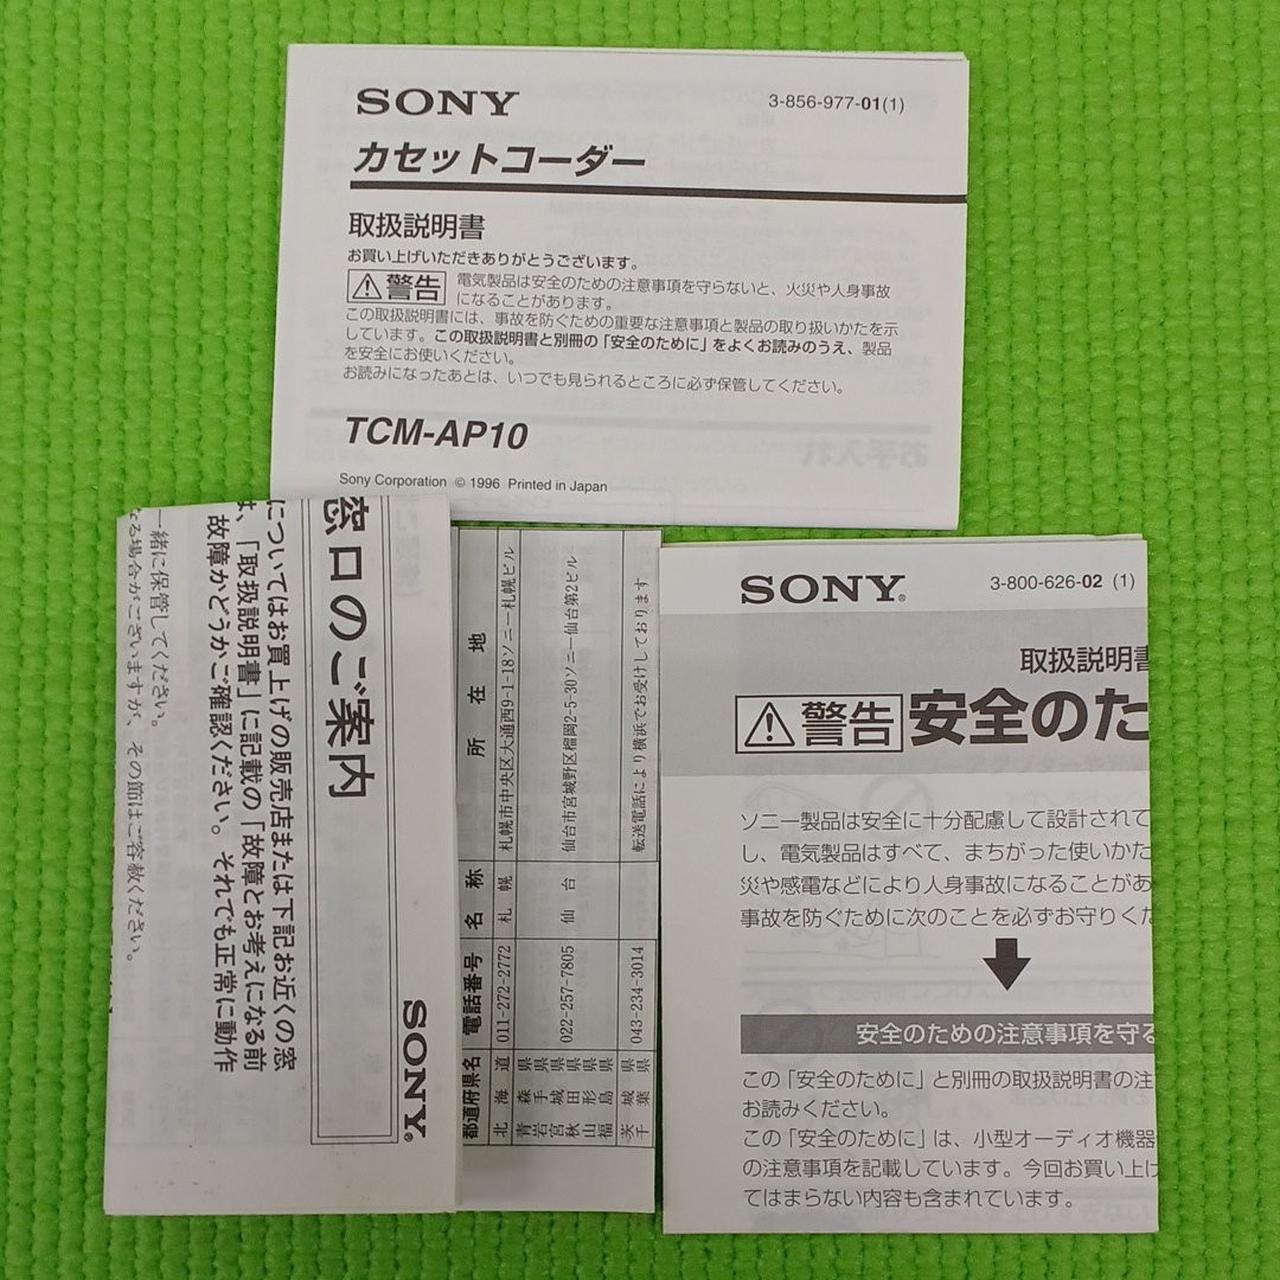 SONY
3-856-977-01(1)
カセットコーダー
取扱説明書
お買い上げいただきありがとうございます。
警告
電気製品は安全のための注意事項を守らないと、火災や人身事故
になることがあります。
この取扱説明書には、事故を防ぐための重要な注意事項と製品の取り扱いかたを示
しています。この取扱説明書と別冊の「安全のために」をよくお読みのうえ、製品
を安全にお使いください。
お読みになったあとは、いつでも見られるところに必ず保管してください。
TCM-AP10
Sony Corporation © 1996 Printed in Japan
窓口のご案内
SONY®
についてはお買上げの販売店または下記お近くの窓
は、「取扱説明書」に記載の「故障とお考えになる前
故障かどうかご確認ください。それでも正常に動作
一緒に保管してください。
なる場合がございますが、その節はご容赦ください。
都道府県名 電話番号 名称 所在地
北海道 011-272-2772 札幌 札幌市中央区大通西9-1-18ソニー札幌ビル
青森県
岩手県
宮城県 022-257-7805 仙台 仙台市宮城野区榴岡2-5-30ソニー仙台第2ビル
秋田県
山形県
福島県
茨城県
千葉県 043-234-3014 転送電話により横浜でお受けしております
SONY®
3-800-626-02 (1)
取扱説明書
警告 安全のた
ソニー製品は安全に十分配慮して設計されて
し、電気製品はすべて、まちがった使いかた
災や感電などにより人身事故になることがあ
事故を防ぐために次のことを必ずお守りくだ
安全のための注意事項を守る
この「安全のために」と別冊の取扱説明書の注
お読みください。
この「安全のために」は、小型オーディオ機器
の注意事項を記載しています。今回お買い上げ
てはまらない内容も含まれています。